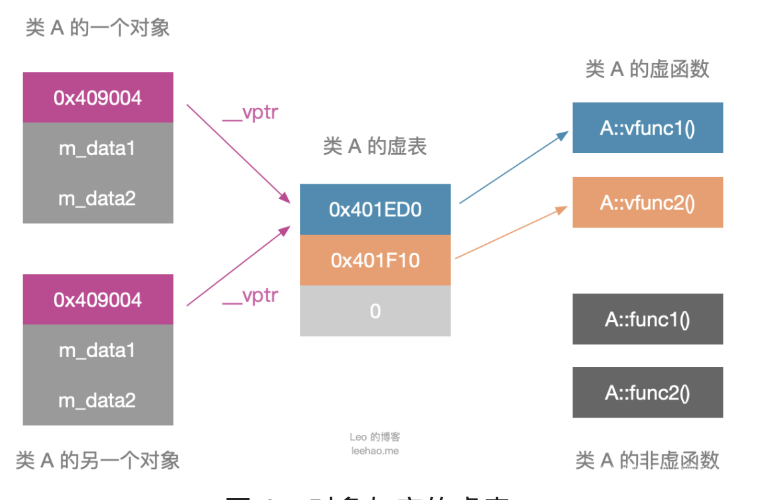 类 A 的一个对象
0x409004
m_data1
m_data2
__vptr
0x409004
m_data1
m_data2
__vptr
类 A 的另一个对象
类 A 的虚表
0x401ED0
0x401F10
0
类 A 的虚函数
A::vfunc1()
A::vfunc2()
A::func1()
A::func2()
类 A 的非虚函数
Leo 的博客
leehao.me